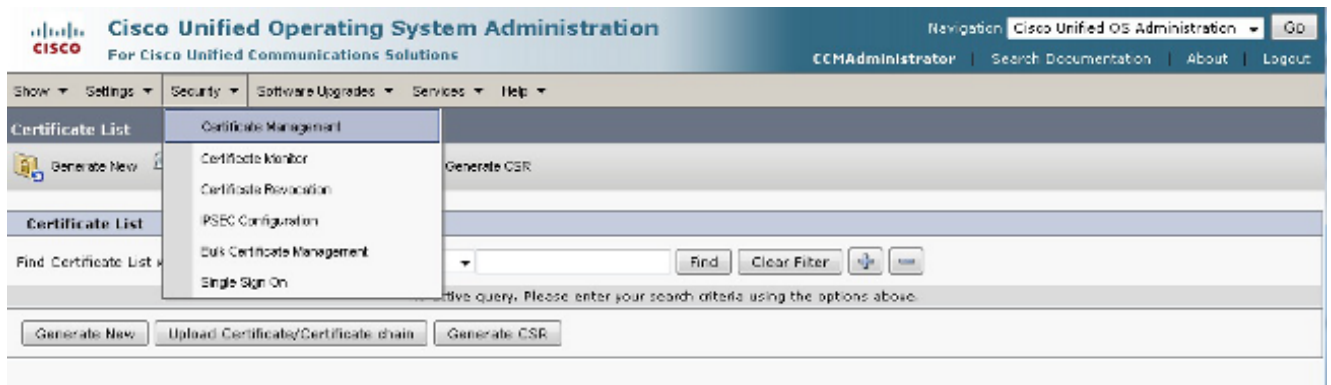 cisco
Cisco Unified Operating System Administration
For Cisco Unified Communications Solutions
Navigation Cisco Unified OS Administration Go
CCMAdministrator | Search Documentation | About | Logout
Show Settings Security Software Upgrades Services Help
Certificate List
Certificate Management
Generate New
Certificate Monitor
Generate CSR
Certificate Revocation
Certificate List
IPSEC Configuration
Find Certificate List
Bulk Certificate Management
Find Clear Filter
Single Sign On
active query. Please enter your search criteria using the options above.
Generate New Upload Certificate/Certificate chain Generate CSR